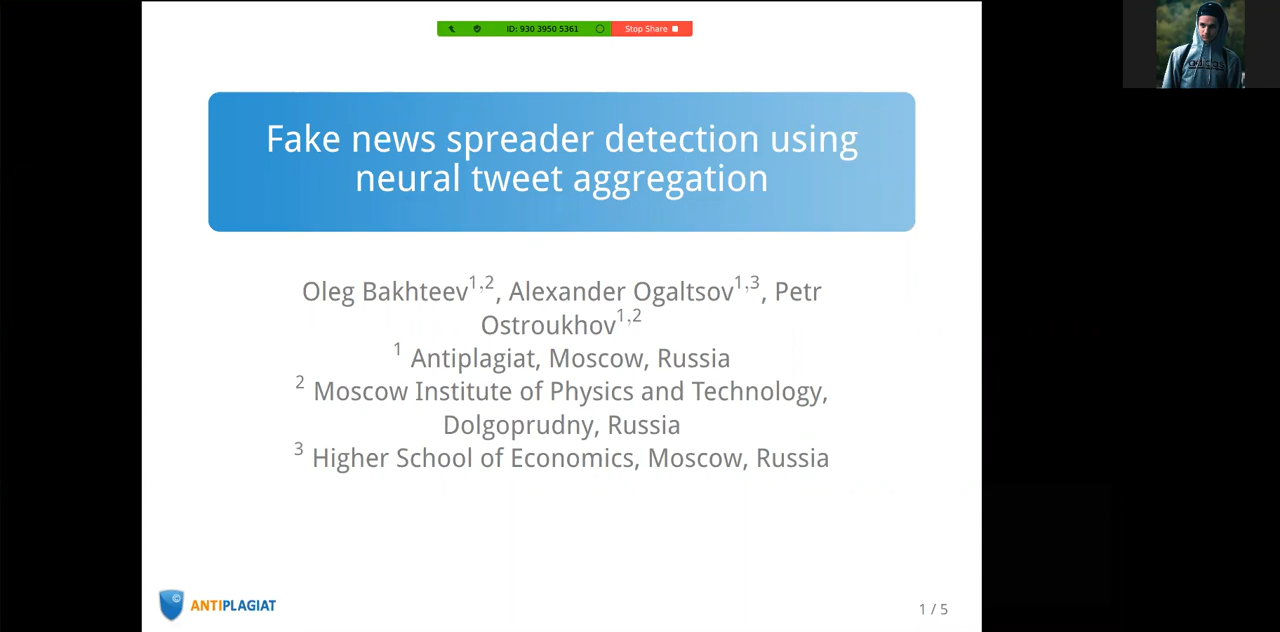 ID: 930 3950 5361
Stop Share
Fake news spreader detection using
neural tweet aggregation
Oleg Bakhteev1,2, Alexander Ogaltsov1,3, Petr
Ostroukhov1,2
1 Antiplagiat, Moscow, Russia
2 Moscow Institute of Physics and Technology,
Dolgoprudny, Russia
3 Higher School of Economics, Moscow, Russia
ANTIPLAGIAT
1 / 5